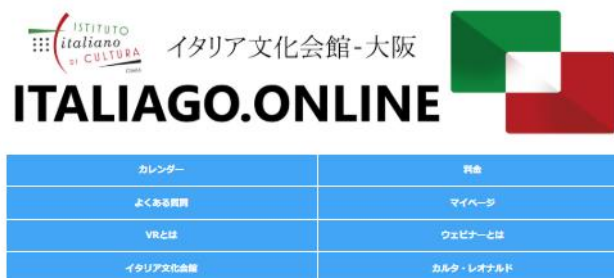 ISTITUTO
italiano
DI CULTURA
イタリア文化会館-大阪
ITALIAGO.ONLINE
カレンダー
料金
よくある質問
マイページ
VRとは
ウェビナーとは
イタリア文化会館
カルタ・レオナルド